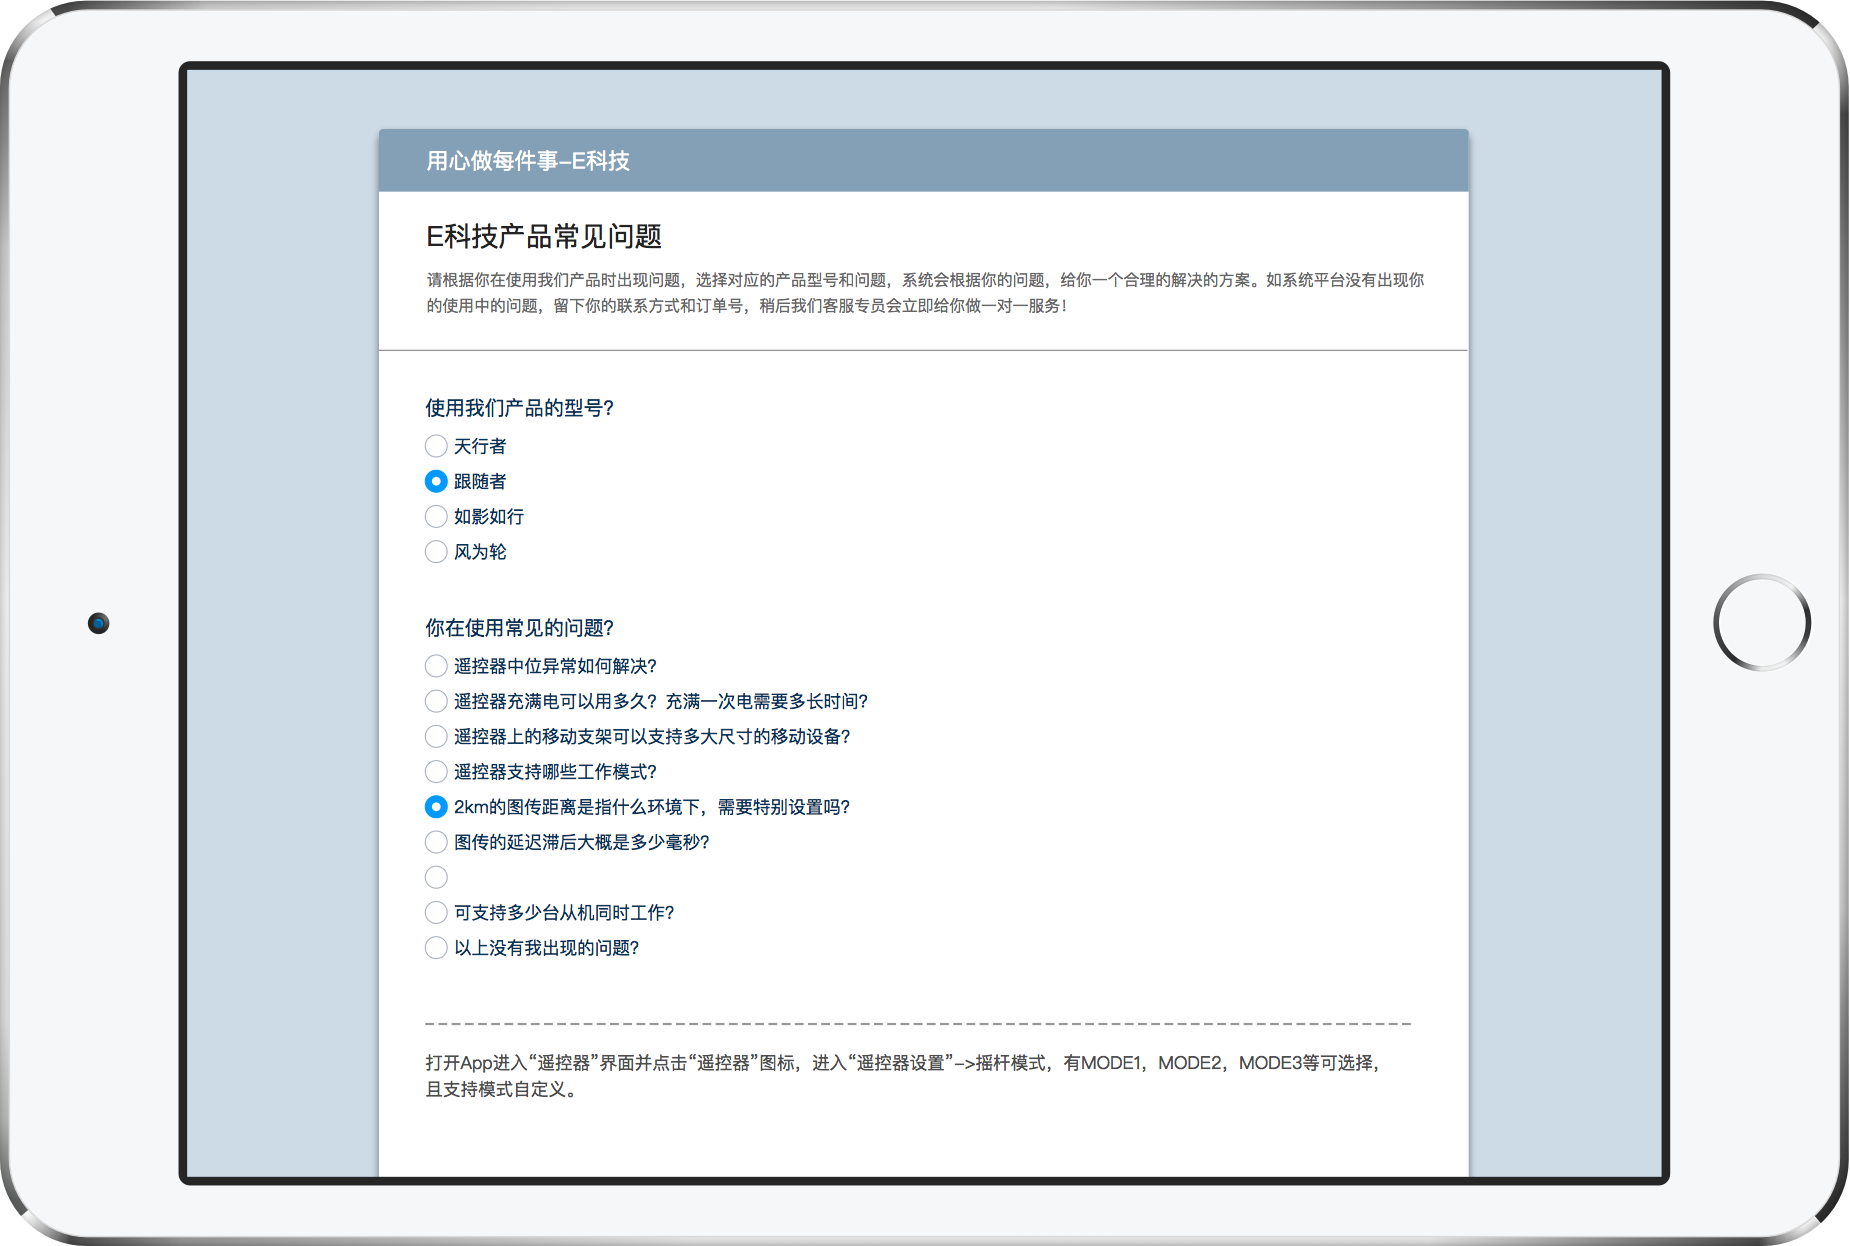 用心做每件事–E科技
E科技产品常见问题
请根据你在使用我们产品时出现问题，选择对应的产品型号和问题，系统会根据你的问题，给你一个合理的解决的方案。如系统平台没有出现你
的使用中的问题，留下你的联系方式和订单号，稍后我们客服专员会立即给你做一对一服务！
使用我们产品的型号？
天行者
跟随者
如影如行
风为轮
你在使用常见的问题？
遥控器中位异常如何解决？
遥控器充满电可以用多久？充满一次电需要多长时间？
遥控器上的移动支架可以支持多大尺寸的移动设备？
遥控器支持哪些工作模式？
2km的图传距离是指什么环境下，需要特别设置吗？
图传的延迟滞后大概是多少毫秒？
可支持多少台从机同时工作？
以上没有我出现的问题？
打开App进入“遥控器”界面并点击“遥控器”图标，进入“遥控器设置”–>摇杆模式，有MODE1，MODE2，MODE3等可选择，
且支持模式自定义。